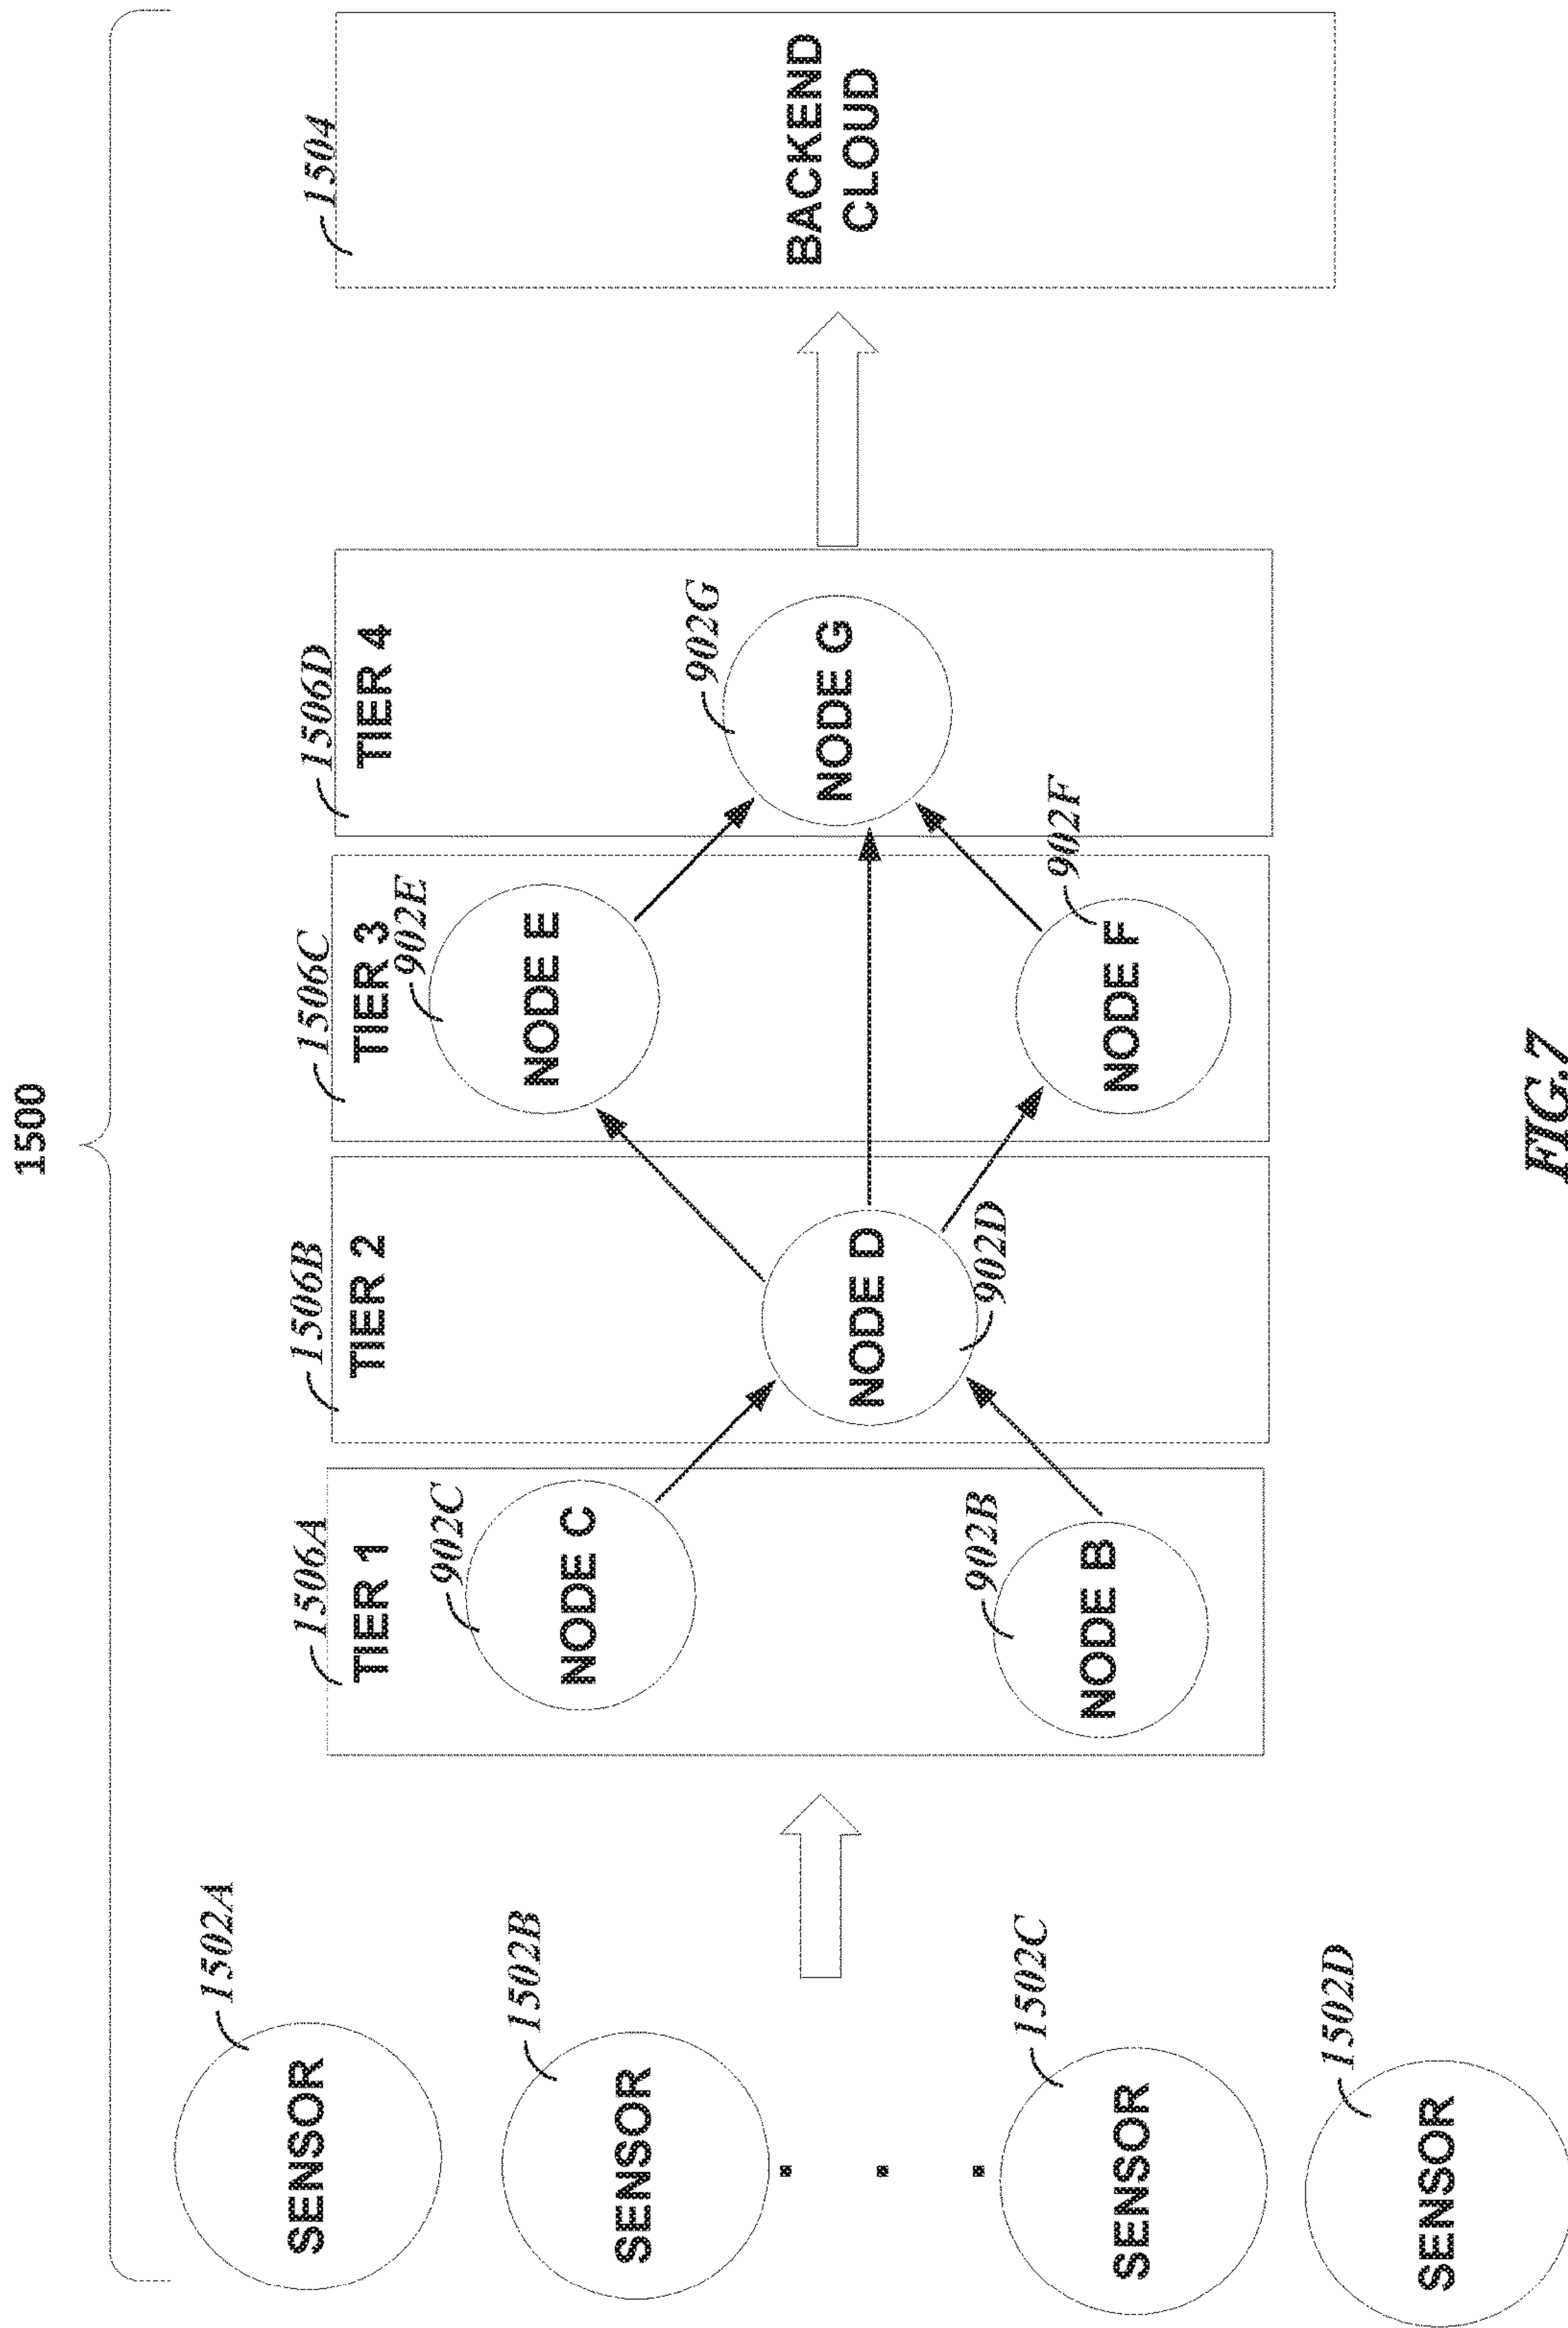 1500
1502A
SENSOR
1502B
SENSOR
1502C
SENSOR
1502D
SENSOR
1506A
TIER 1
902C
NODE C
902B
NODE B
1506B
TIER 2
NODE D
902D
1506C
TIER 3
902E
NODE E
902F
NODE F
1506D
TIER 4
902G
NODE G
1504
BACKEND
CLOUD
FIG.7